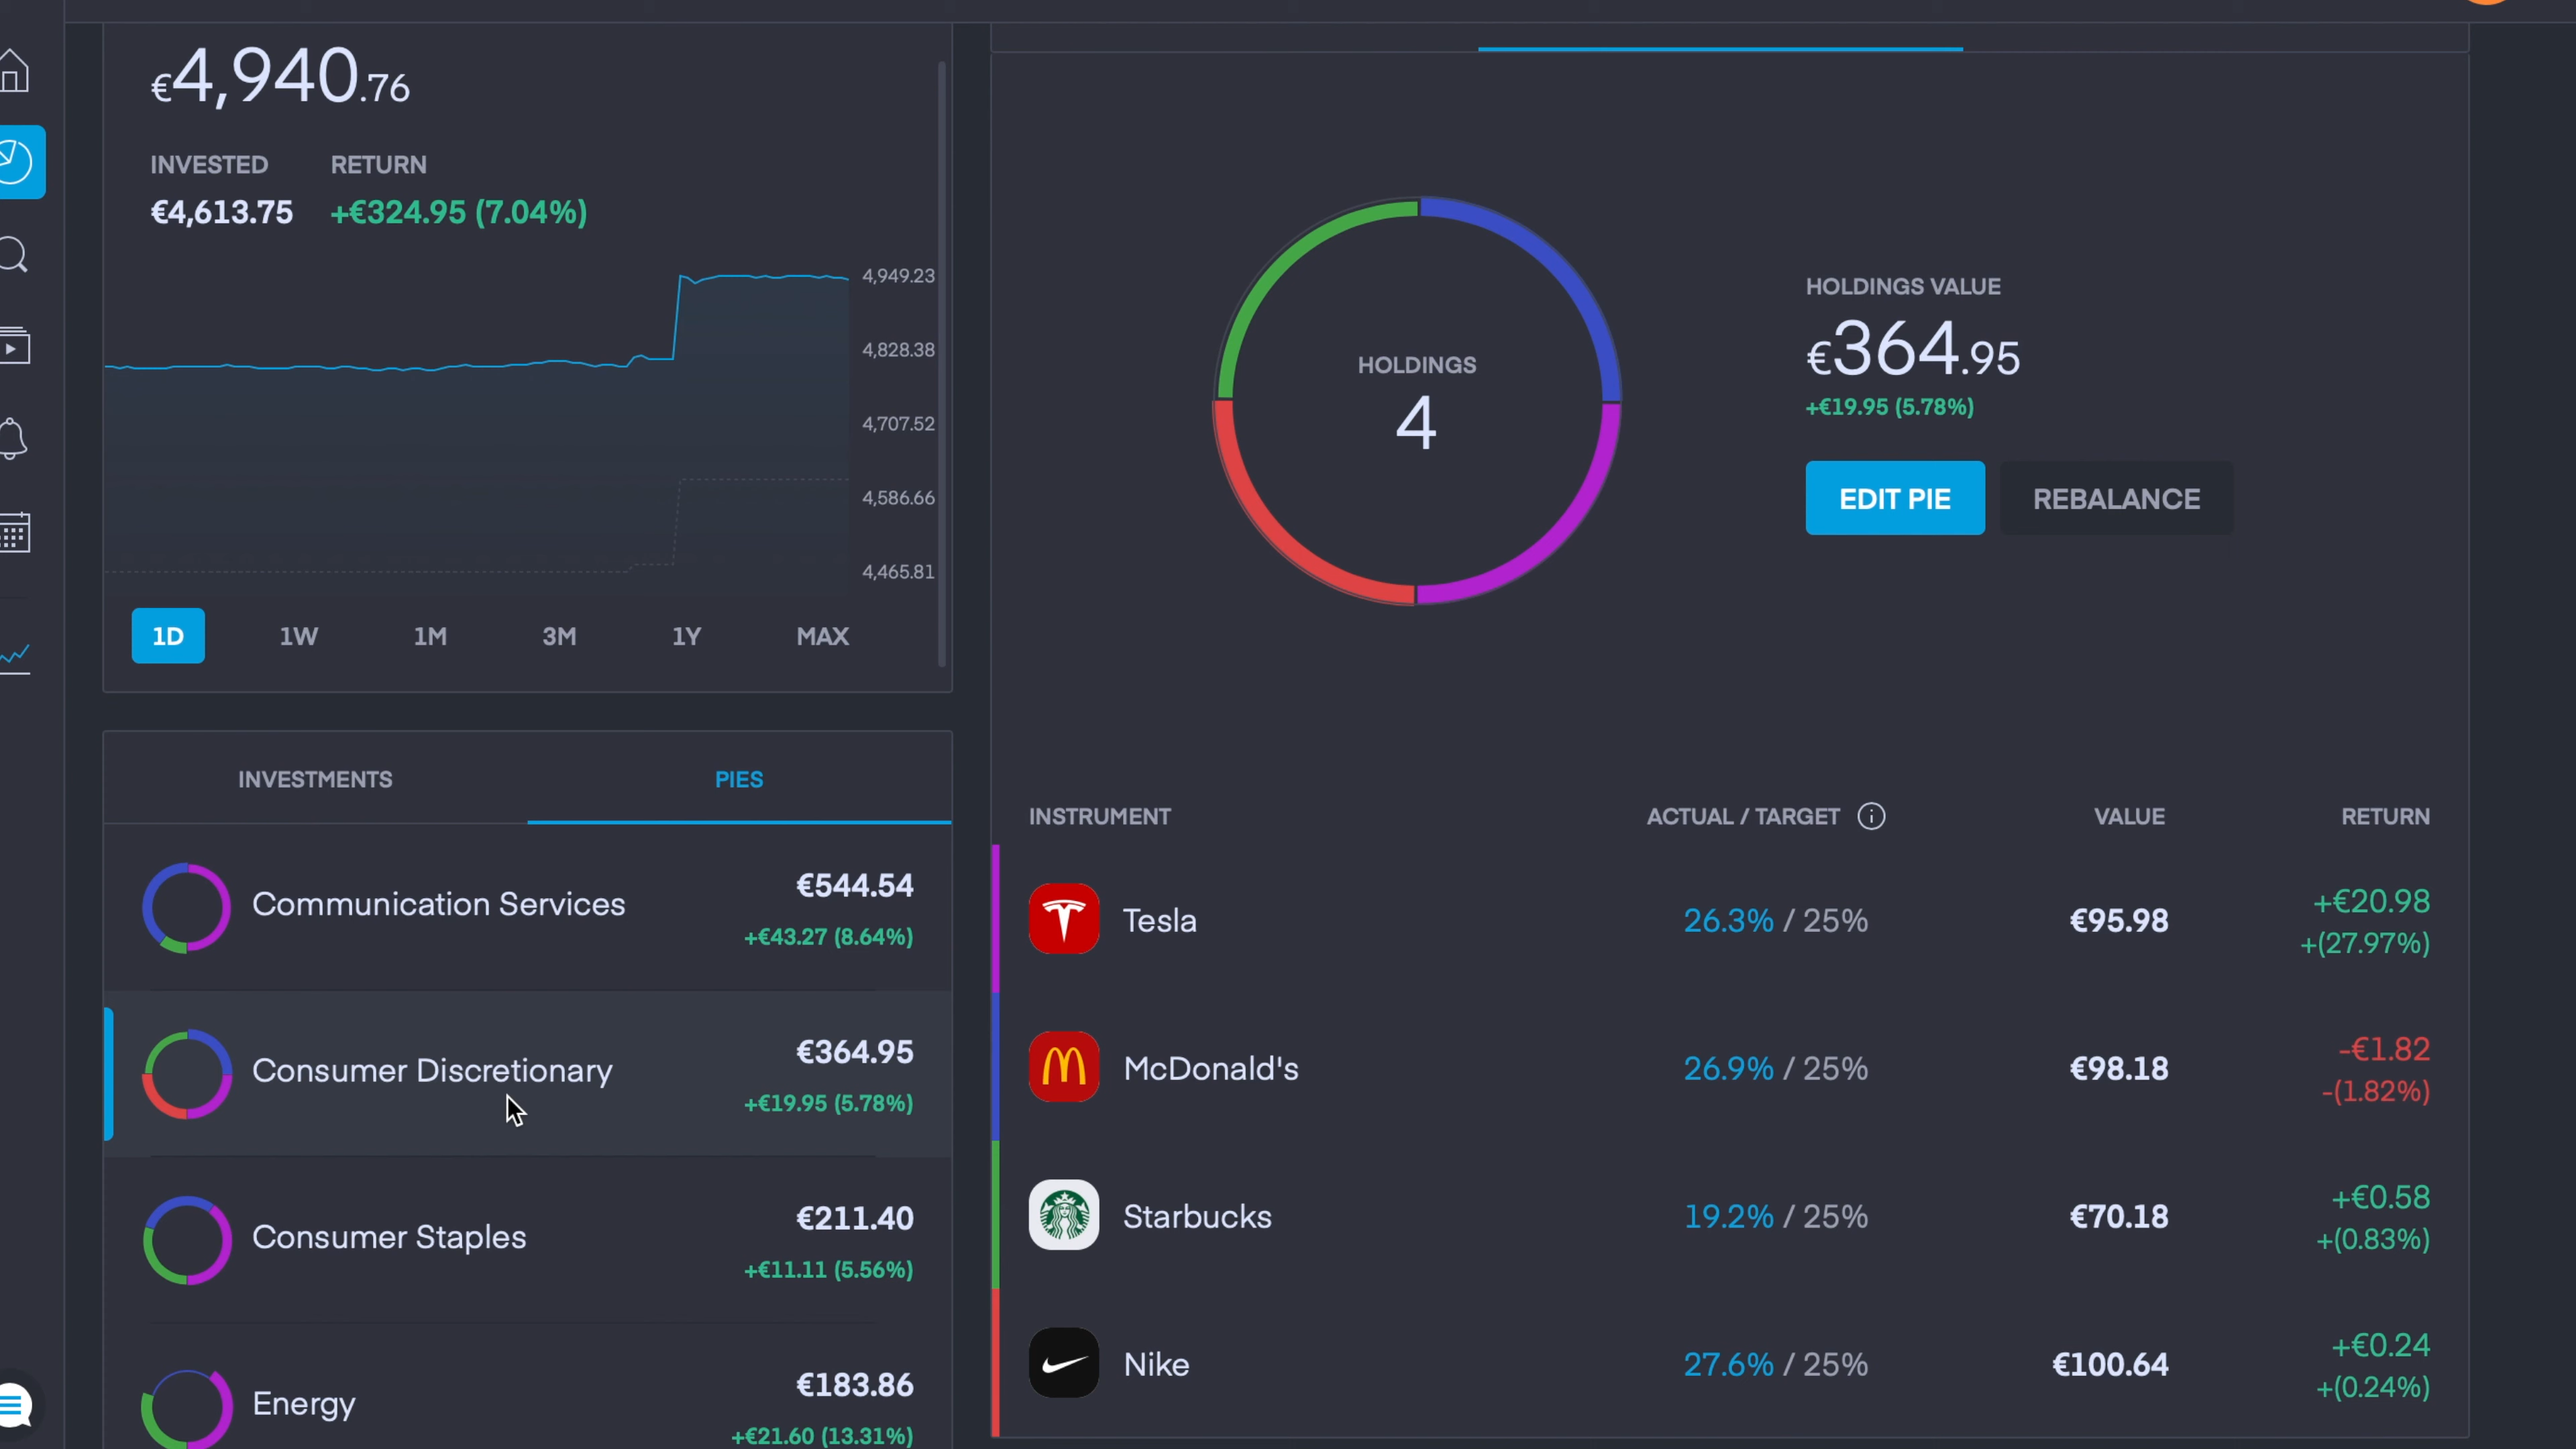 €4,940.76
INVESTED RETURN
€4,613.75 +€324.95 (7.04%)
4,949.23
4,828.38
4,707.52
4,586.66
4,465.81
1D 1W 1M 3M 1Y MAX
INVESTMENTS PIES
Communication Services €544.54
+€43.27 (8.64%)
Consumer Discretionary €364.95
+€19.95 (5.78%)
Consumer Staples €211.40
+€11.11 (5.56%)
Energy €183.86
+€21.60 (13.31%)
HOLDINGS
4
HOLDINGS VALUE
€364.95
+€19.95 (5.78%)
EDIT PIE REBALANCE
INSTRUMENT ACTUAL / TARGET VALUE RETURN
Tesla 26.3% / 25% €95.98 +€20.98
+(27.97%)
McDonald's 26.9% / 25% €98.18 -€1.82
-(1.82%)
Starbucks 19.2% / 25% €70.18 +€0.58
+(0.83%)
Nike 27.6% / 25% €100.64 +€0.24
+(0.24%)